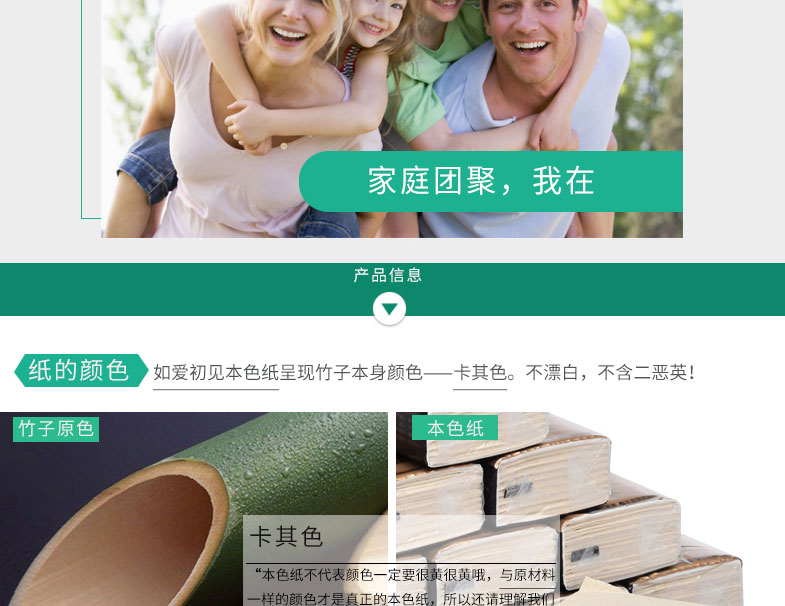 家庭团聚，我在
产品信息
纸的颜色
如爱初见本色纸呈现竹子本身颜色——卡其色。不漂白，不含二恶英！
竹子原色
本色纸
卡其色
“本色纸不代表颜色一定要很黄很黄哦，与原材料
一样的颜色才是真正的本色纸，所以还请理解我们